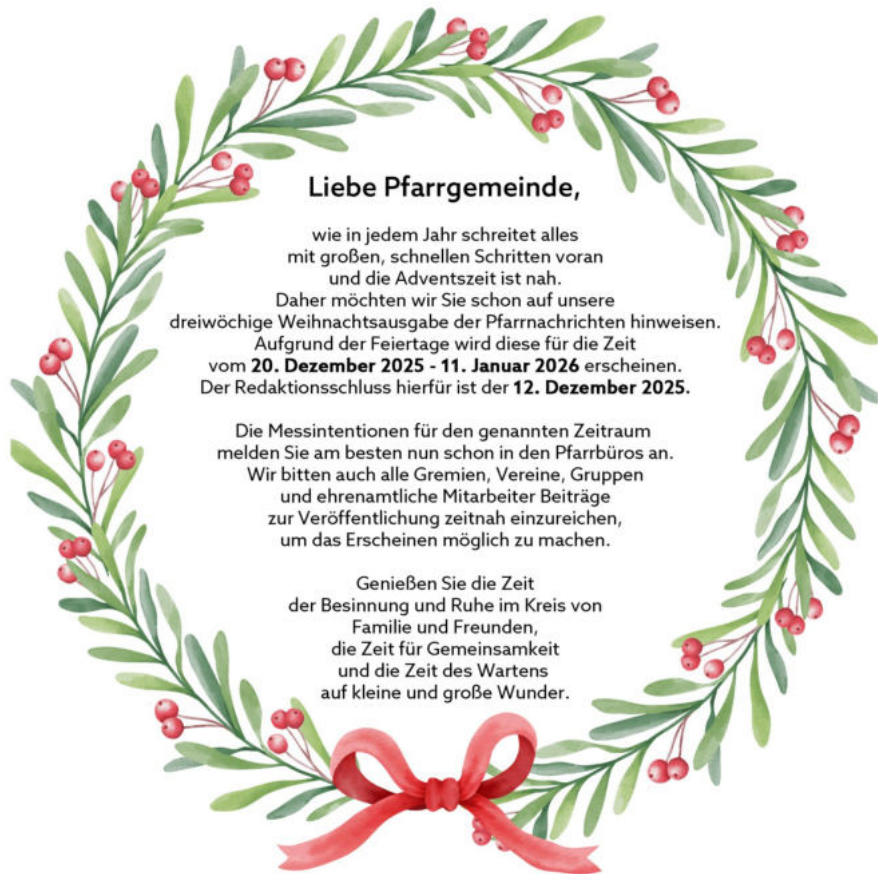 Liebe Pfarrgemeinde,
wie in jedem Jahr schreitet alles
mit großen, schnellen Schritten voran
und die Adventszeit ist nah.
Daher möchten wir Sie schon auf unsere
dreiwöchige Weihnachtsausgabe der Pfarrnachrichten hinweisen.
Aufgrund der Feiertage wird diese für die Zeit
vom 20. Dezember 2025 - 11. Januar 2026 erscheinen.
Der Redaktionsschluss hierfür ist der 12. Dezember 2025.
Die Messintentionen für den genannten Zeitraum
melden Sie am besten nun schon in den Pfarrbüros an.
Wir bitten auch alle Gremien, Vereine, Gruppen
und ehrenamtliche Mitarbeiter Beiträge
zur Veröffentlichung zeitnah einzureichen,
um das Erscheinen möglich zu machen.
Genießen Sie die Zeit
der Besinnung und Ruhe im Kreis von
Familie und Freunden,
die Zeit für Gemeinsamkeit
und die Zeit des Wartens
auf kleine und große Wunder.